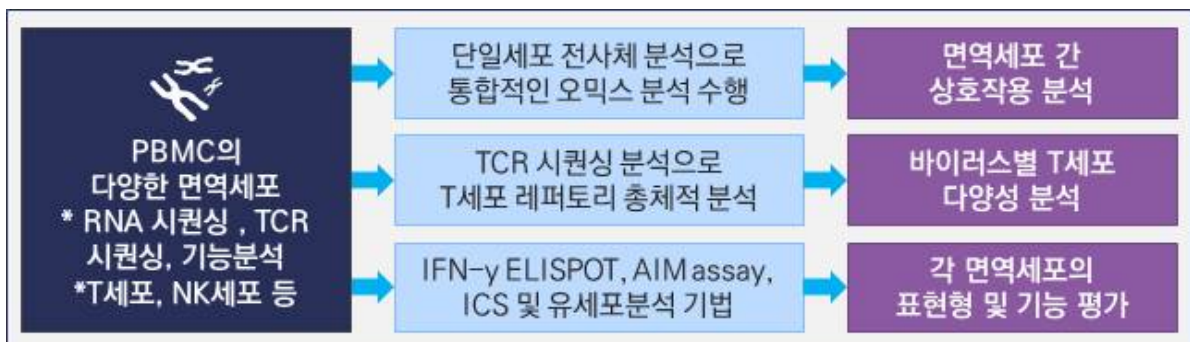 PBMC의
다양한 면역세포
* RNA 시퀀싱 , TCR
시퀀싱, 기능분석
*T세포, NK세포 등
단일세포 전사체 분석으로
통합적인 오믹스 분석 수행
면역세포 간
상호작용 분석
TCR 시퀀싱 분석으로
T세포 레퍼토리 총체적 분석
바이러스별 T세포
다양성 분석
IFN-y ELISPOT, AIM assay,
ICS 및 유세포분석 기법
각 면역세포의
표현형 및 기능 평가